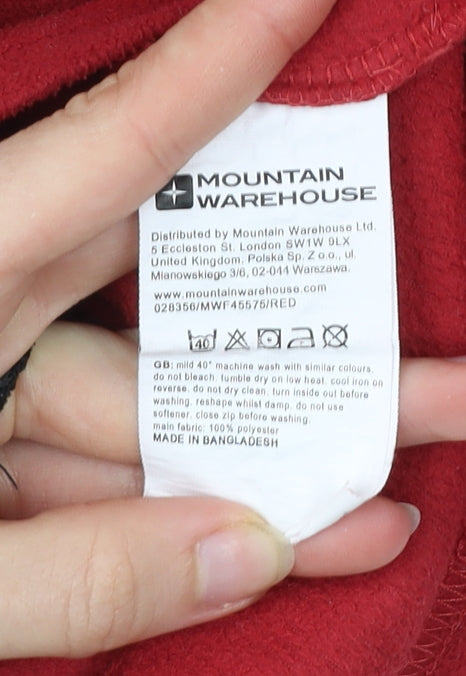 MOUNTAIN
WAREHOUSE
Distributed by Mountain Warehouse Ltd.
5 Eccleston St. London SW1W 9LX
United Kingdom. Polska Sp. Z o.o., ul.
Mianowskiego 3/6, 02-044 Warszawa.
www.mountainwarehouse.com
028356/MWF45575/RED
40
GB: mild 40° machine wash with similar colours.
do not bleach. tumble dry on low heat. cool iron on
reverse. do not dry clean. turn inside out before
washing. reshape whilst damp. do not use
softener. close zip before washing.
main fabric: 100% polyester
MADE IN BANGLADESH